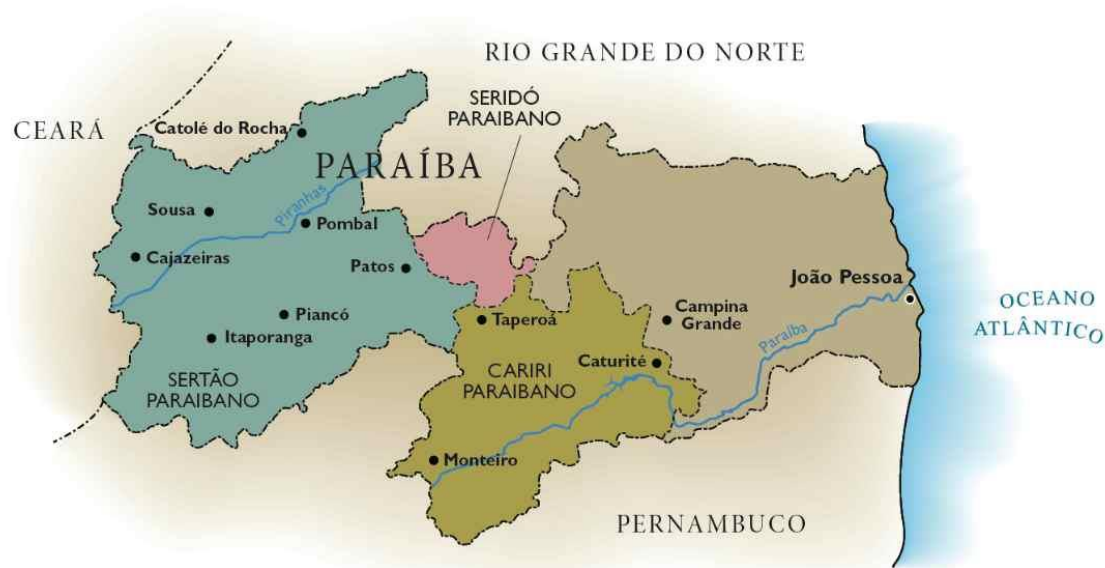 RIO GRANDE DO NORTE
CEARÁ
SERIDÓ
PARAIBANO
Catolé do Rocha
PARAÍBA
Piranhas
Sousa
Pombal
Cajazeiras
Patos
João Pessoa
OCEANO
ATLÂNTICO
Piancó
Itaporanga
Taperoá
Campina
Grande
Paraíba
Caturité
CARIRI
PARAIBANO
SERTÃO
PARAIBANO
Monteiro
PERNAMBUCO